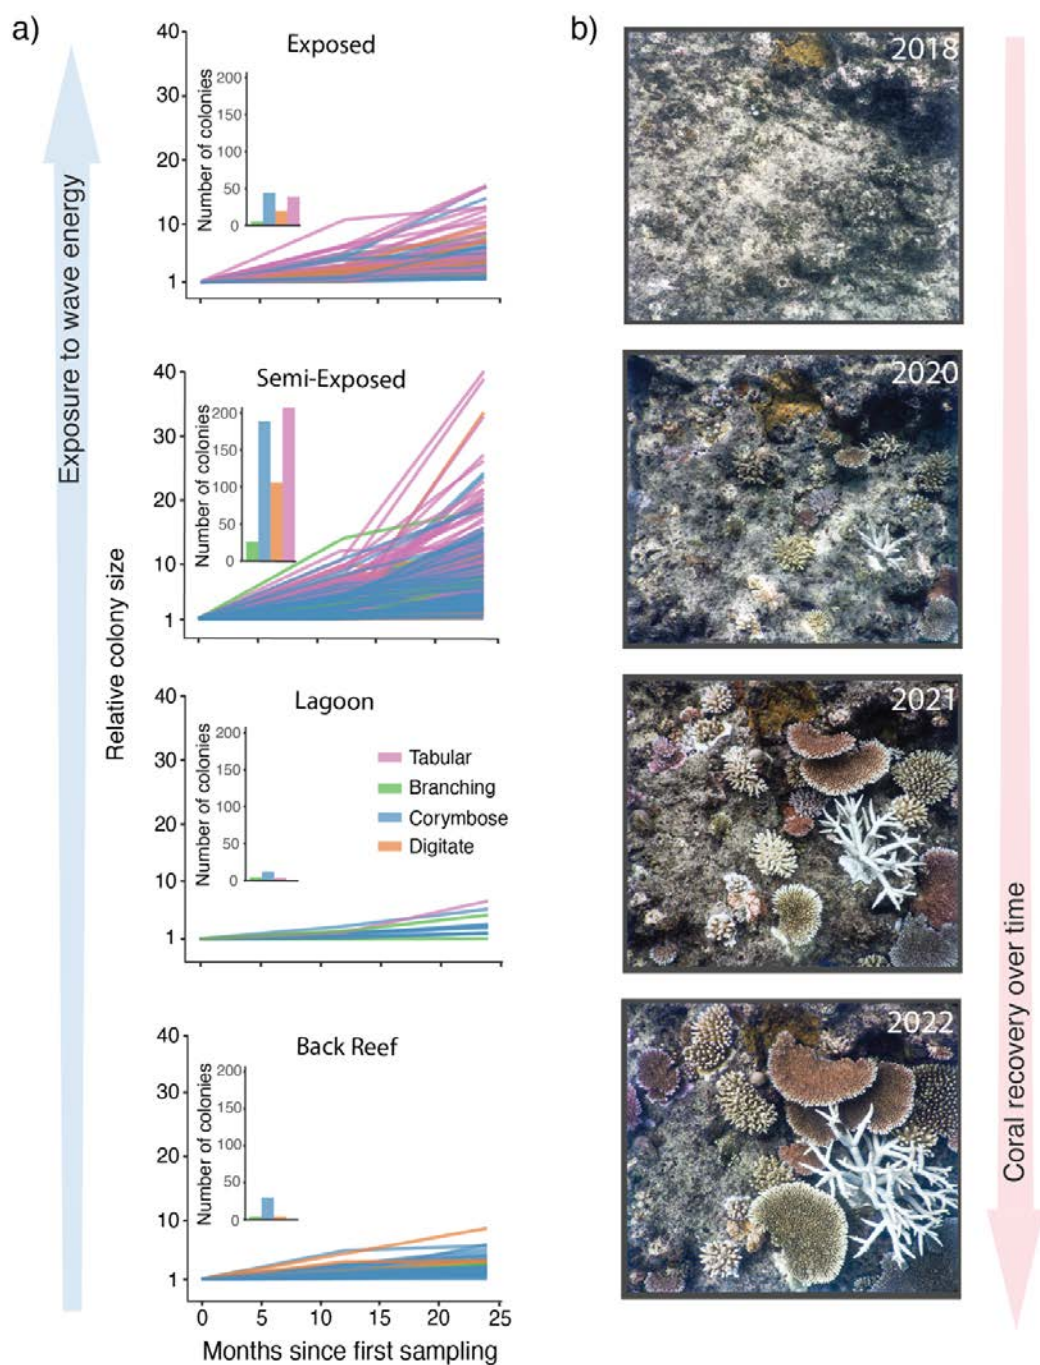 a)
Exposure to wave energy
Relative colony size
Exposed
40
30
20
10
1
Number of colonies
200
150
100
50
0
Semi-Exposed
40
30
20
10
1
Number of colonies
200
150
100
50
0
Lagoon
40
30
20
10
1
Number of colonies
200
150
100
50
0
Tabular
Branching
Corymbose
Digitate
Back Reef
40
30
20
10
1
Number of colonies
200
150
100
50
0
0 5 10 15 20 25
Months since first sampling
b)
2018
2020
2021
2022
Coral recovery over time